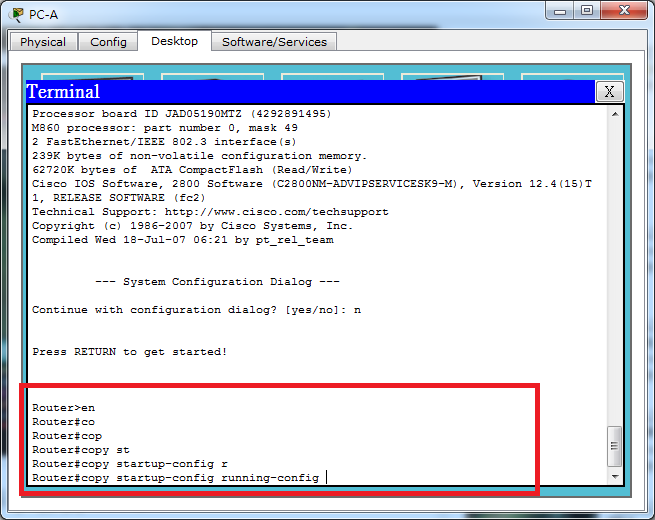 PC-A
Physical Config Desktop Software/Services
Terminal X
Processor board ID JAD05190MTZ (4292891495)
M860 processor: part number 0, mask 49
2 FastEthernet/IEEE 802.3 interface(s)
239K bytes of non-volatile configuration memory.
62720K bytes of  ATA CompactFlash (Read/Write)
Cisco IOS Software, 2800 Software (C2800NM-ADVIPSERVICESK9-M), Version 12.4(15)T
1, RELEASE SOFTWARE (fc2)
Technical Support: http://www.cisco.com/techsupport
Copyright (c) 1986-2007 by Cisco Systems, Inc.
Compiled Wed 18-Jul-07 06:21 by pt_rel_team
--- System Configuration Dialog ---
Continue with configuration dialog? [yes/no]: n
Press RETURN to get started!
Router>en
Router#co
Router#cop
Router#copy st
Router#copy startup-config r
Router#copy startup-config running-config